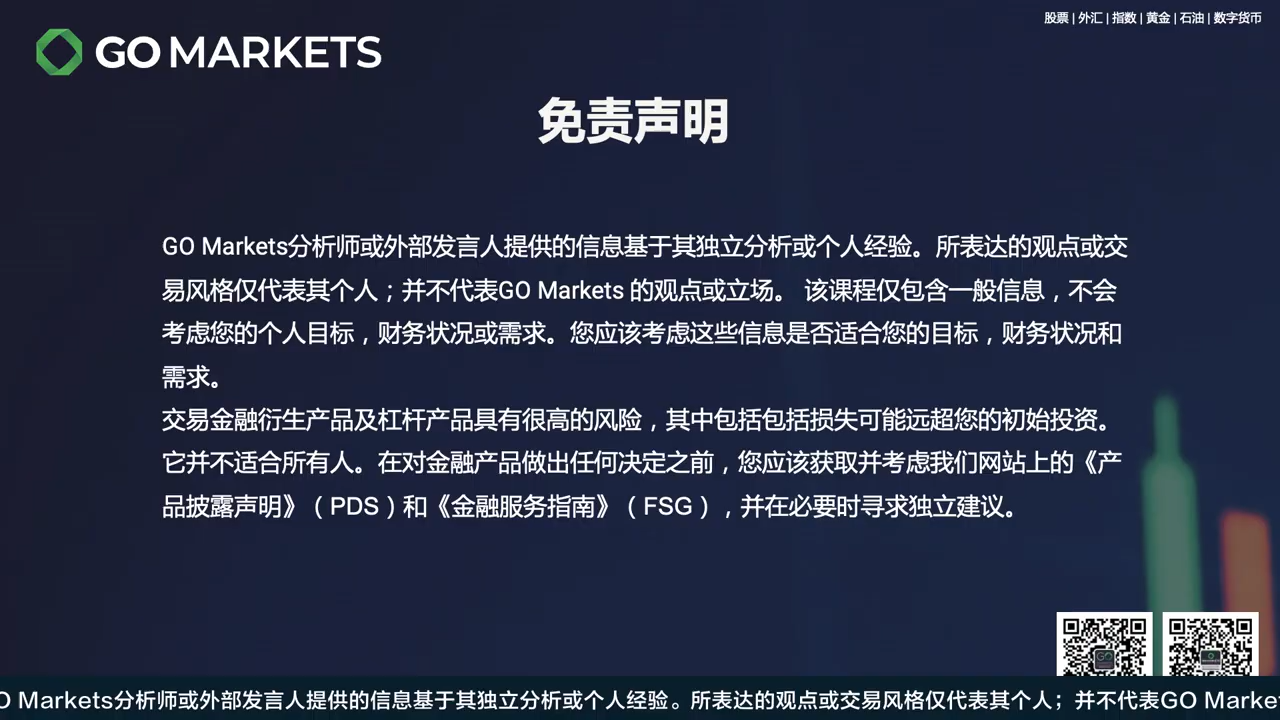 股票 | 外汇 | 指数 | 黄金 | 石油 | 数字货币
GO MARKETS
免责声明
GO Markets分析师或外部发言人提供的信息基于其独立分析或个人经验。所表达的观点或交
易风格仅代表其个人；并不代表GO Markets 的观点或立场。 该课程仅包含一般信息，不会
考虑您的个人目标，财务状况或需求。您应该考虑这些信息是否适合您的目标，财务状况和
需求。
交易金融衍生产品及杠杆产品具有很高的风险，其中包括包括损失可能远超您的初始投资。
它并不适合所有人。在对金融产品做出任何决定之前，您应该获取并考虑我们网站上的《产
品披露声明》（PDS）和《金融服务指南》（FSG），并在必要时寻求独立建议。
O Markets分析师或外部发言人提供的信息基于其独立分析或个人经验。所表达的观点或交易风格仅代表其个人；并不代表GO Marke